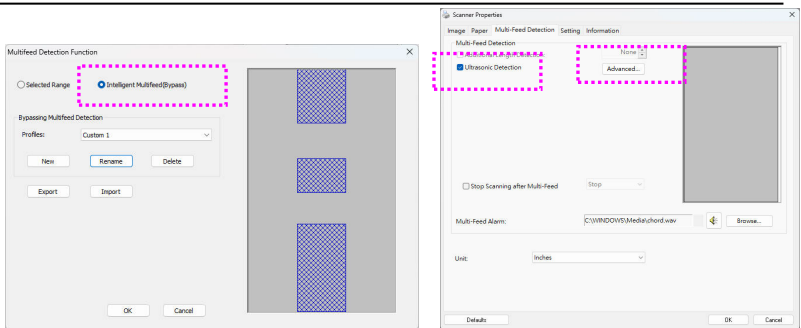 Multifeed Detection Function
Selected Range
Intelligent Multifeed(Bypass)
Bypassing Multifeed Detection
Profiles:
Custom 1
New
Rename
Delete
Export
Import
OK
Cancel
Scanner Properties
Image
Paper
Multi-Feed Detection
Setting
Information
Multi-Feed Detection
None
Ultrasonic Detection
Advanced...
Stop Scanning after Multi-Feed
Stop
Multi-Feed Alarm:
C:\WINDOWS\Media\chord.wav
Browse...
Unit:
Inches
Defaults
OK
Cancel